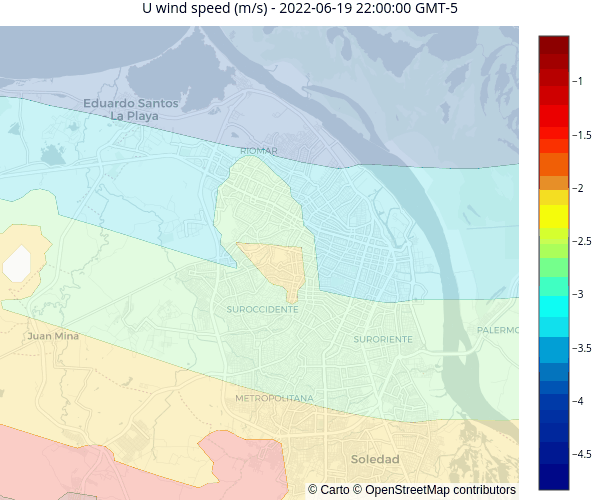 U wind speed (m/s) - 2022-06-19 22:00:00 GMT-5
Eduardo Santos
La Playa
RIOMAR
SUROCCIDENTE
Juan Mina
SURORIENTE
PALERMO
METROPOLITANA
Soledad
© Carto © OpenStreetMap contributors
−1
−1.5
−2
−2.5
−3
−3.5
−4
−4.5